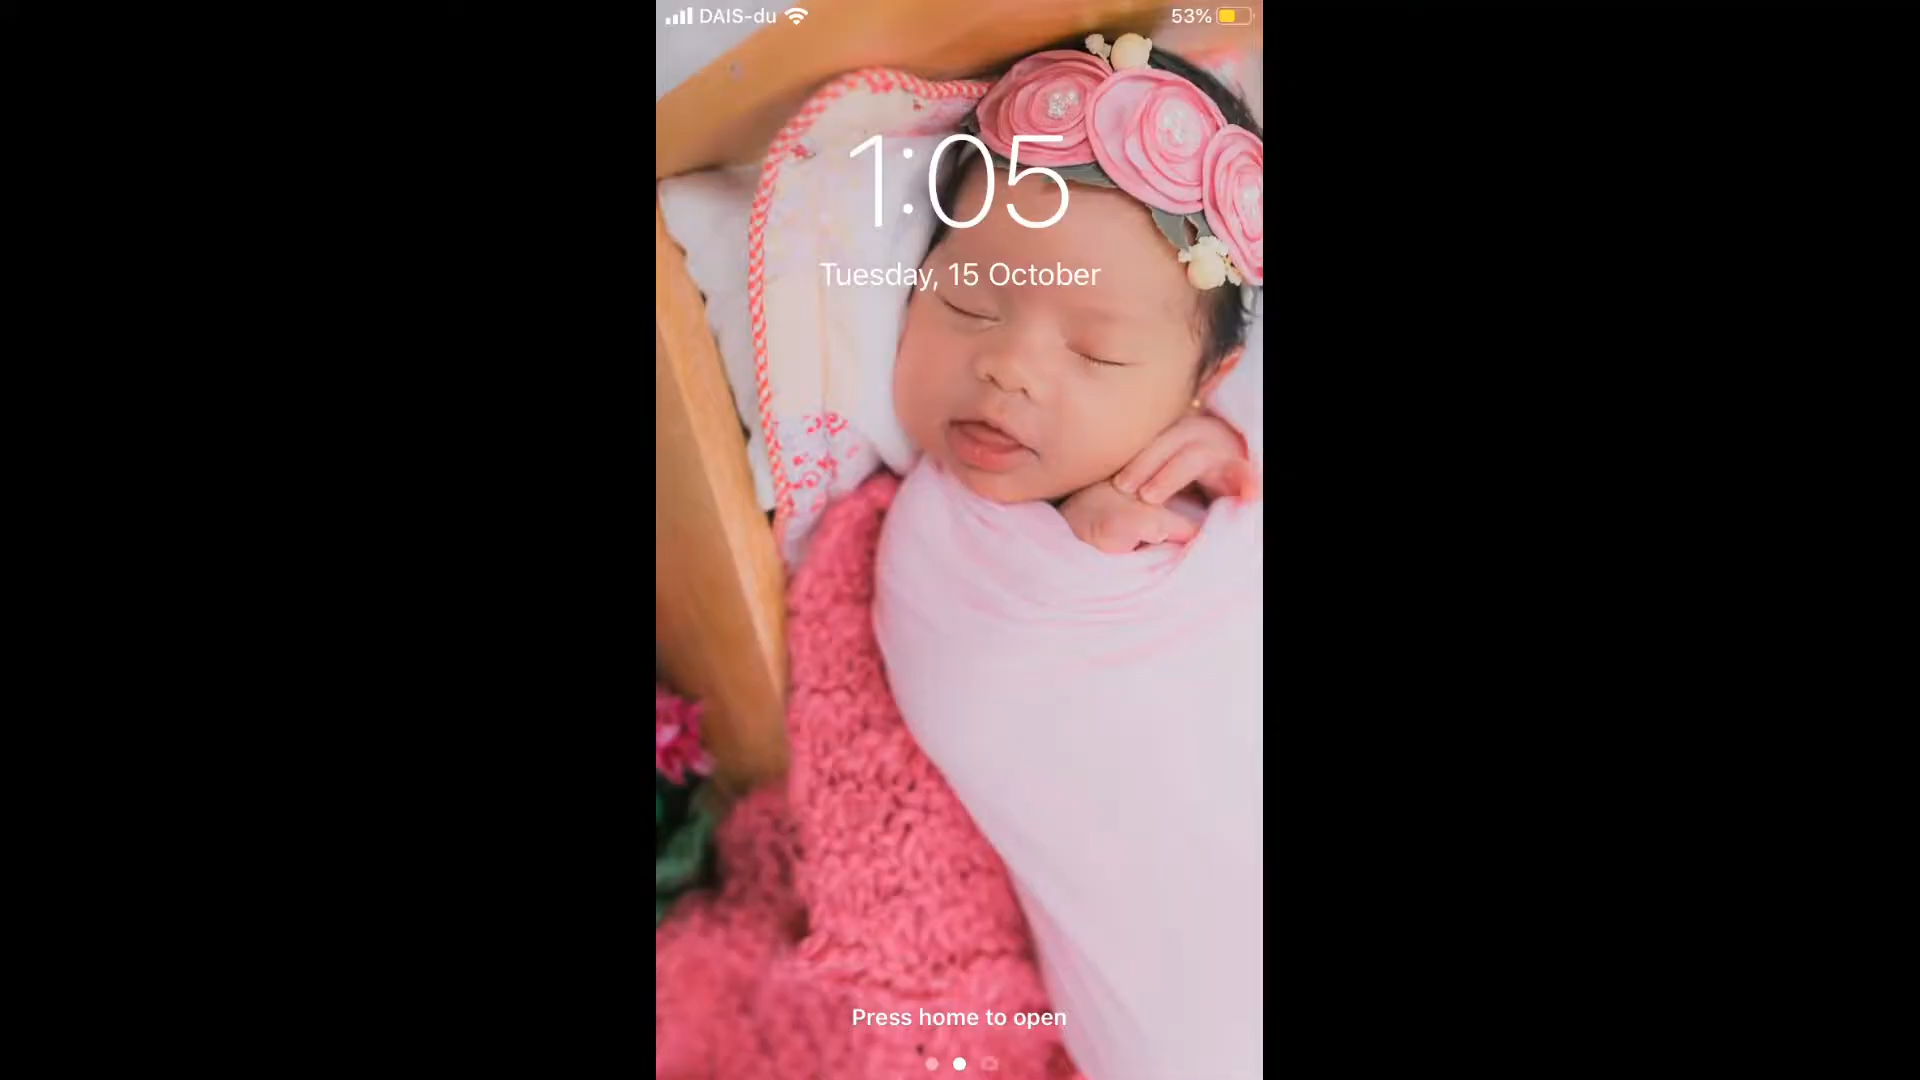 DAIS-du 53%
1:05
Tuesday, 15 October
Press home to open